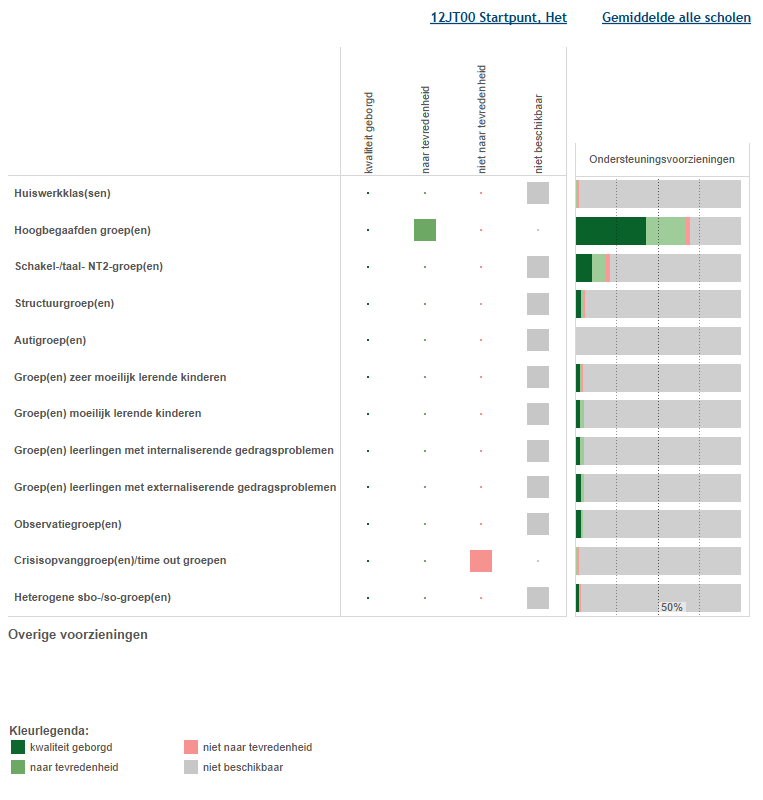 12JT00 Startpunt, Het
Gemiddelde alle scholen
kwaliteit geborgd
naar tevredenheid
niet naar tevredenheid
niet beschikbaar
Ondersteuningsvoorzieningen
Huiswerkklas(sen)
Hoogbegaafden groep(en)
Schakel-/taal- NT2-groep(en)
Structuurgroep(en)
Autigroep(en)
Groep(en) zeer moeilijk lerende kinderen
Groep(en) moeilijk lerende kinderen
Groep(en) leerlingen met internaliserende gedragsproblemen
Groep(en) leerlingen met externaliserende gedragsproblemen
Observatiegroep(en)
Crisisopvanggroep(en)/time out groepen
Heterogene sbo-/so-groep(en)
50%
Overige voorzieningen
Kleurlegenda:
kwaliteit geborgd
niet naar tevredenheid
naar tevredenheid
niet beschikbaar